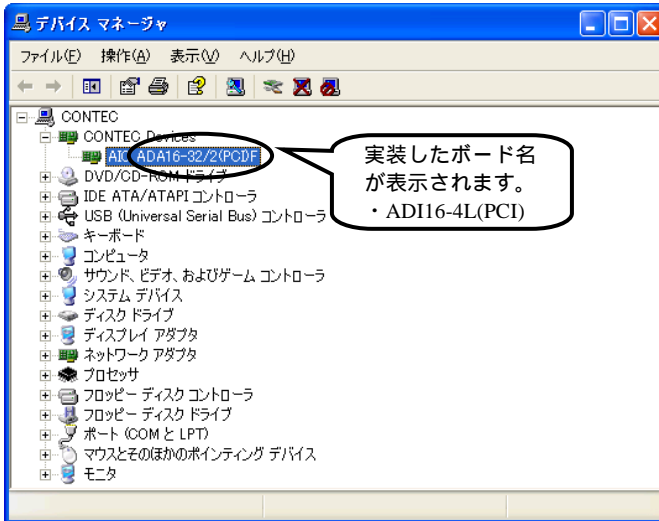 デバイス マネージャ
ファイル(F) 操作(A) 表示(V) ヘルプ(H)
CONTEC
CONTEC Devices
ADA16-32/2(PCI)F
実装したボード名
が表示されます。
・ADI16-4L(PCI)
DVD/CD-ROM ドライブ
IDE ATA/ATAPI コントローラ
USB (Universal Serial Bus) コントローラ
キーボード
コンピュータ
サウンド、ビデオ、およびゲーム コントローラ
システム デバイス
ディスク ドライブ
ディスプレイ アダプタ
ネットワーク アダプタ
プロセッサ
フロッピー ディスク コントローラ
フロッピー ディスク ドライブ
ポート (COM と LPT)
マウスとそのほかのポインティング デバイス
モニタ